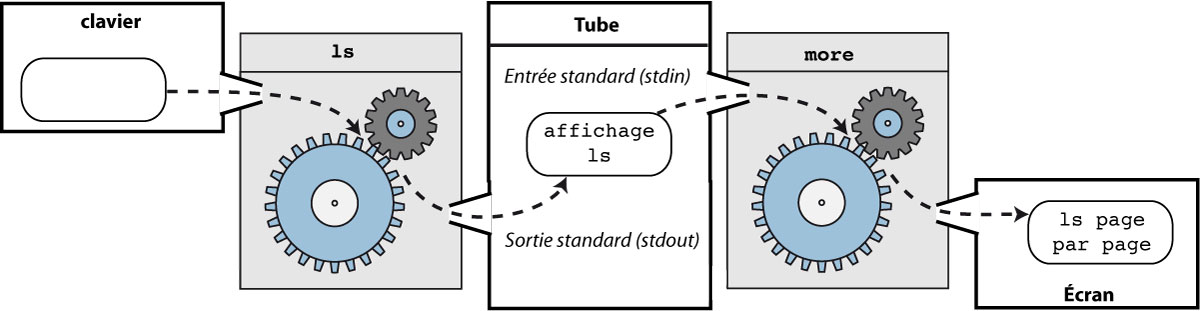 clavier
ls
Tube
Entrée standard (stdin)
affichage
ls
Sortie standard (stdout)
more
ls page
par page
Écran